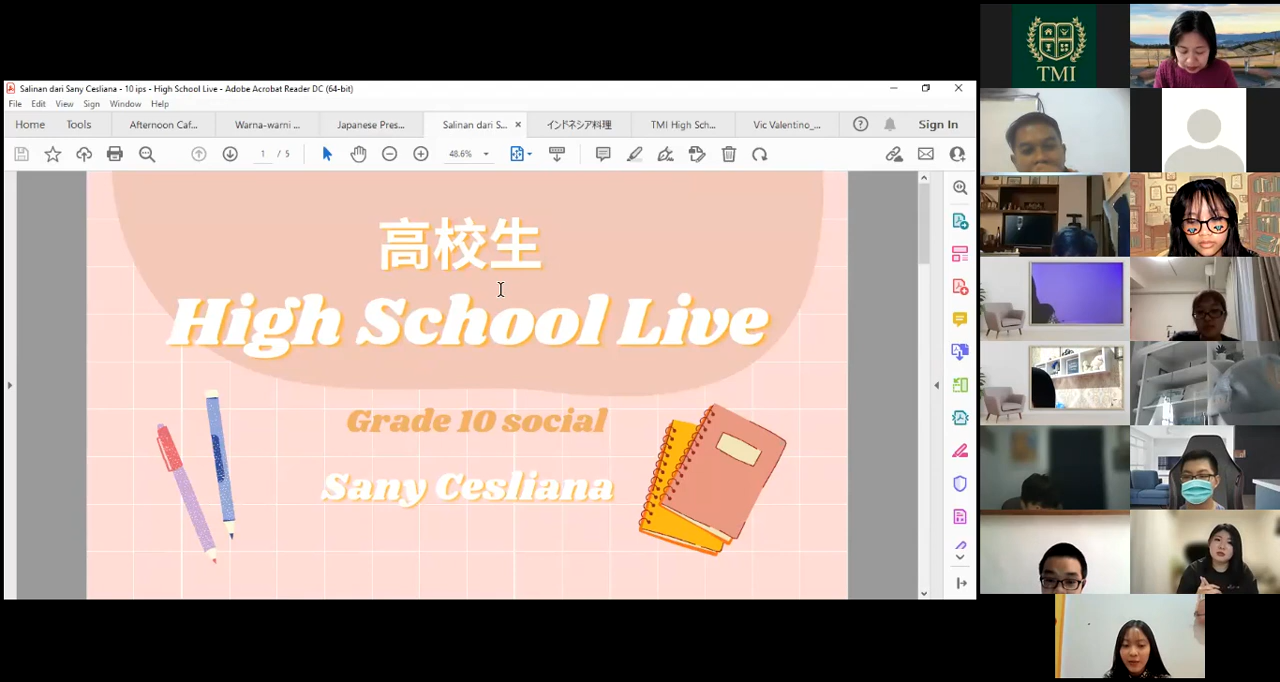 TMI
Salinan dari Sany Cesliana - 10 ips - High School Live - Adobe Acrobat Reader DC (64-bit)
File Edit View Sign Window Help
Home Tools Afternoon Caf... Warna-warni ... Japanese Pres... Salinan dari S... インドネシア料理 TMI High Sch... Vic Valentino_... Sign In
1 / 5 48.6%
高校生
High School Live
Grade 10 social
Sany Cesliana